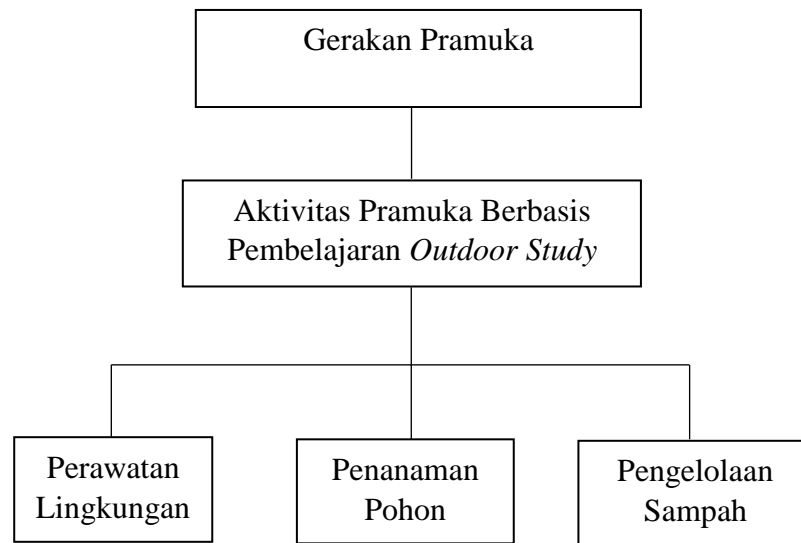 Gerakan Pramuka
Aktivitas Pramuka Berbasis
Pembelajaran Outdoor Study
Perawatan
Lingkungan
Penanaman
Pohon
Pengelolaan
Sampah